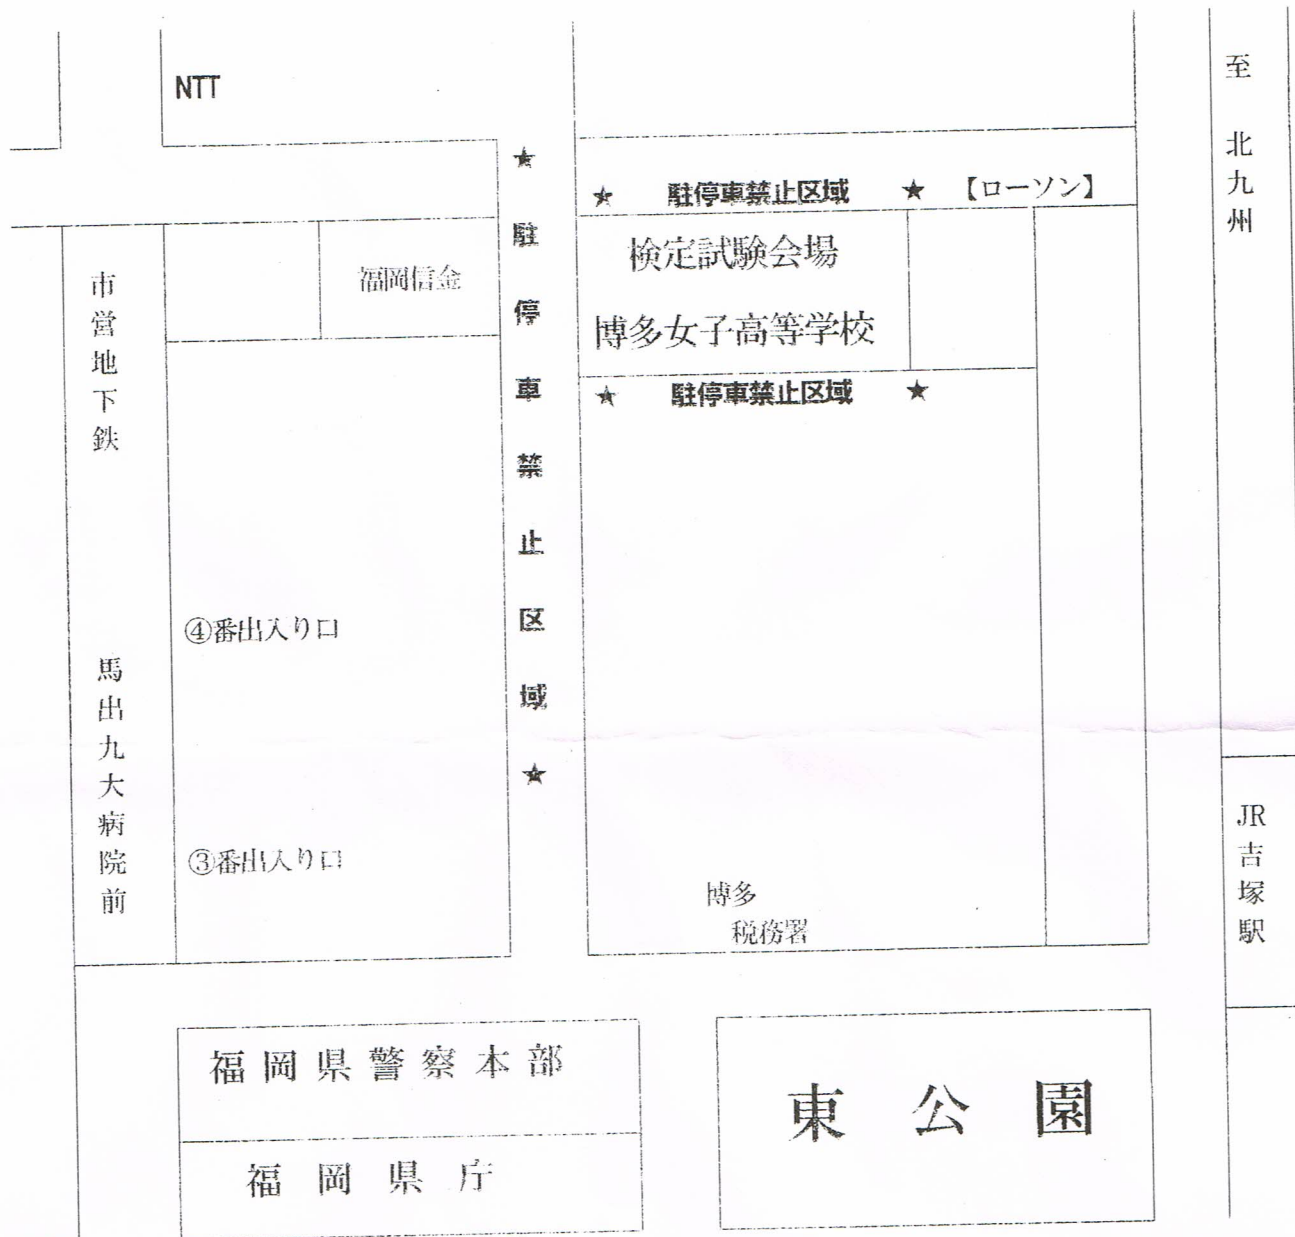 NTT
★駐停車禁止区域★
★ 駐停車禁止区域 ★ 【ローソン】
検定試験会場
博多女子高等学校
★ 駐停車禁止区域 ★
至 北九州
福岡信金
市営地下鉄 馬出九大病院前
④番出入り口
③番出入り口
博多
税務署
JR吉塚駅
福岡県警察本部
福岡県庁
東公園